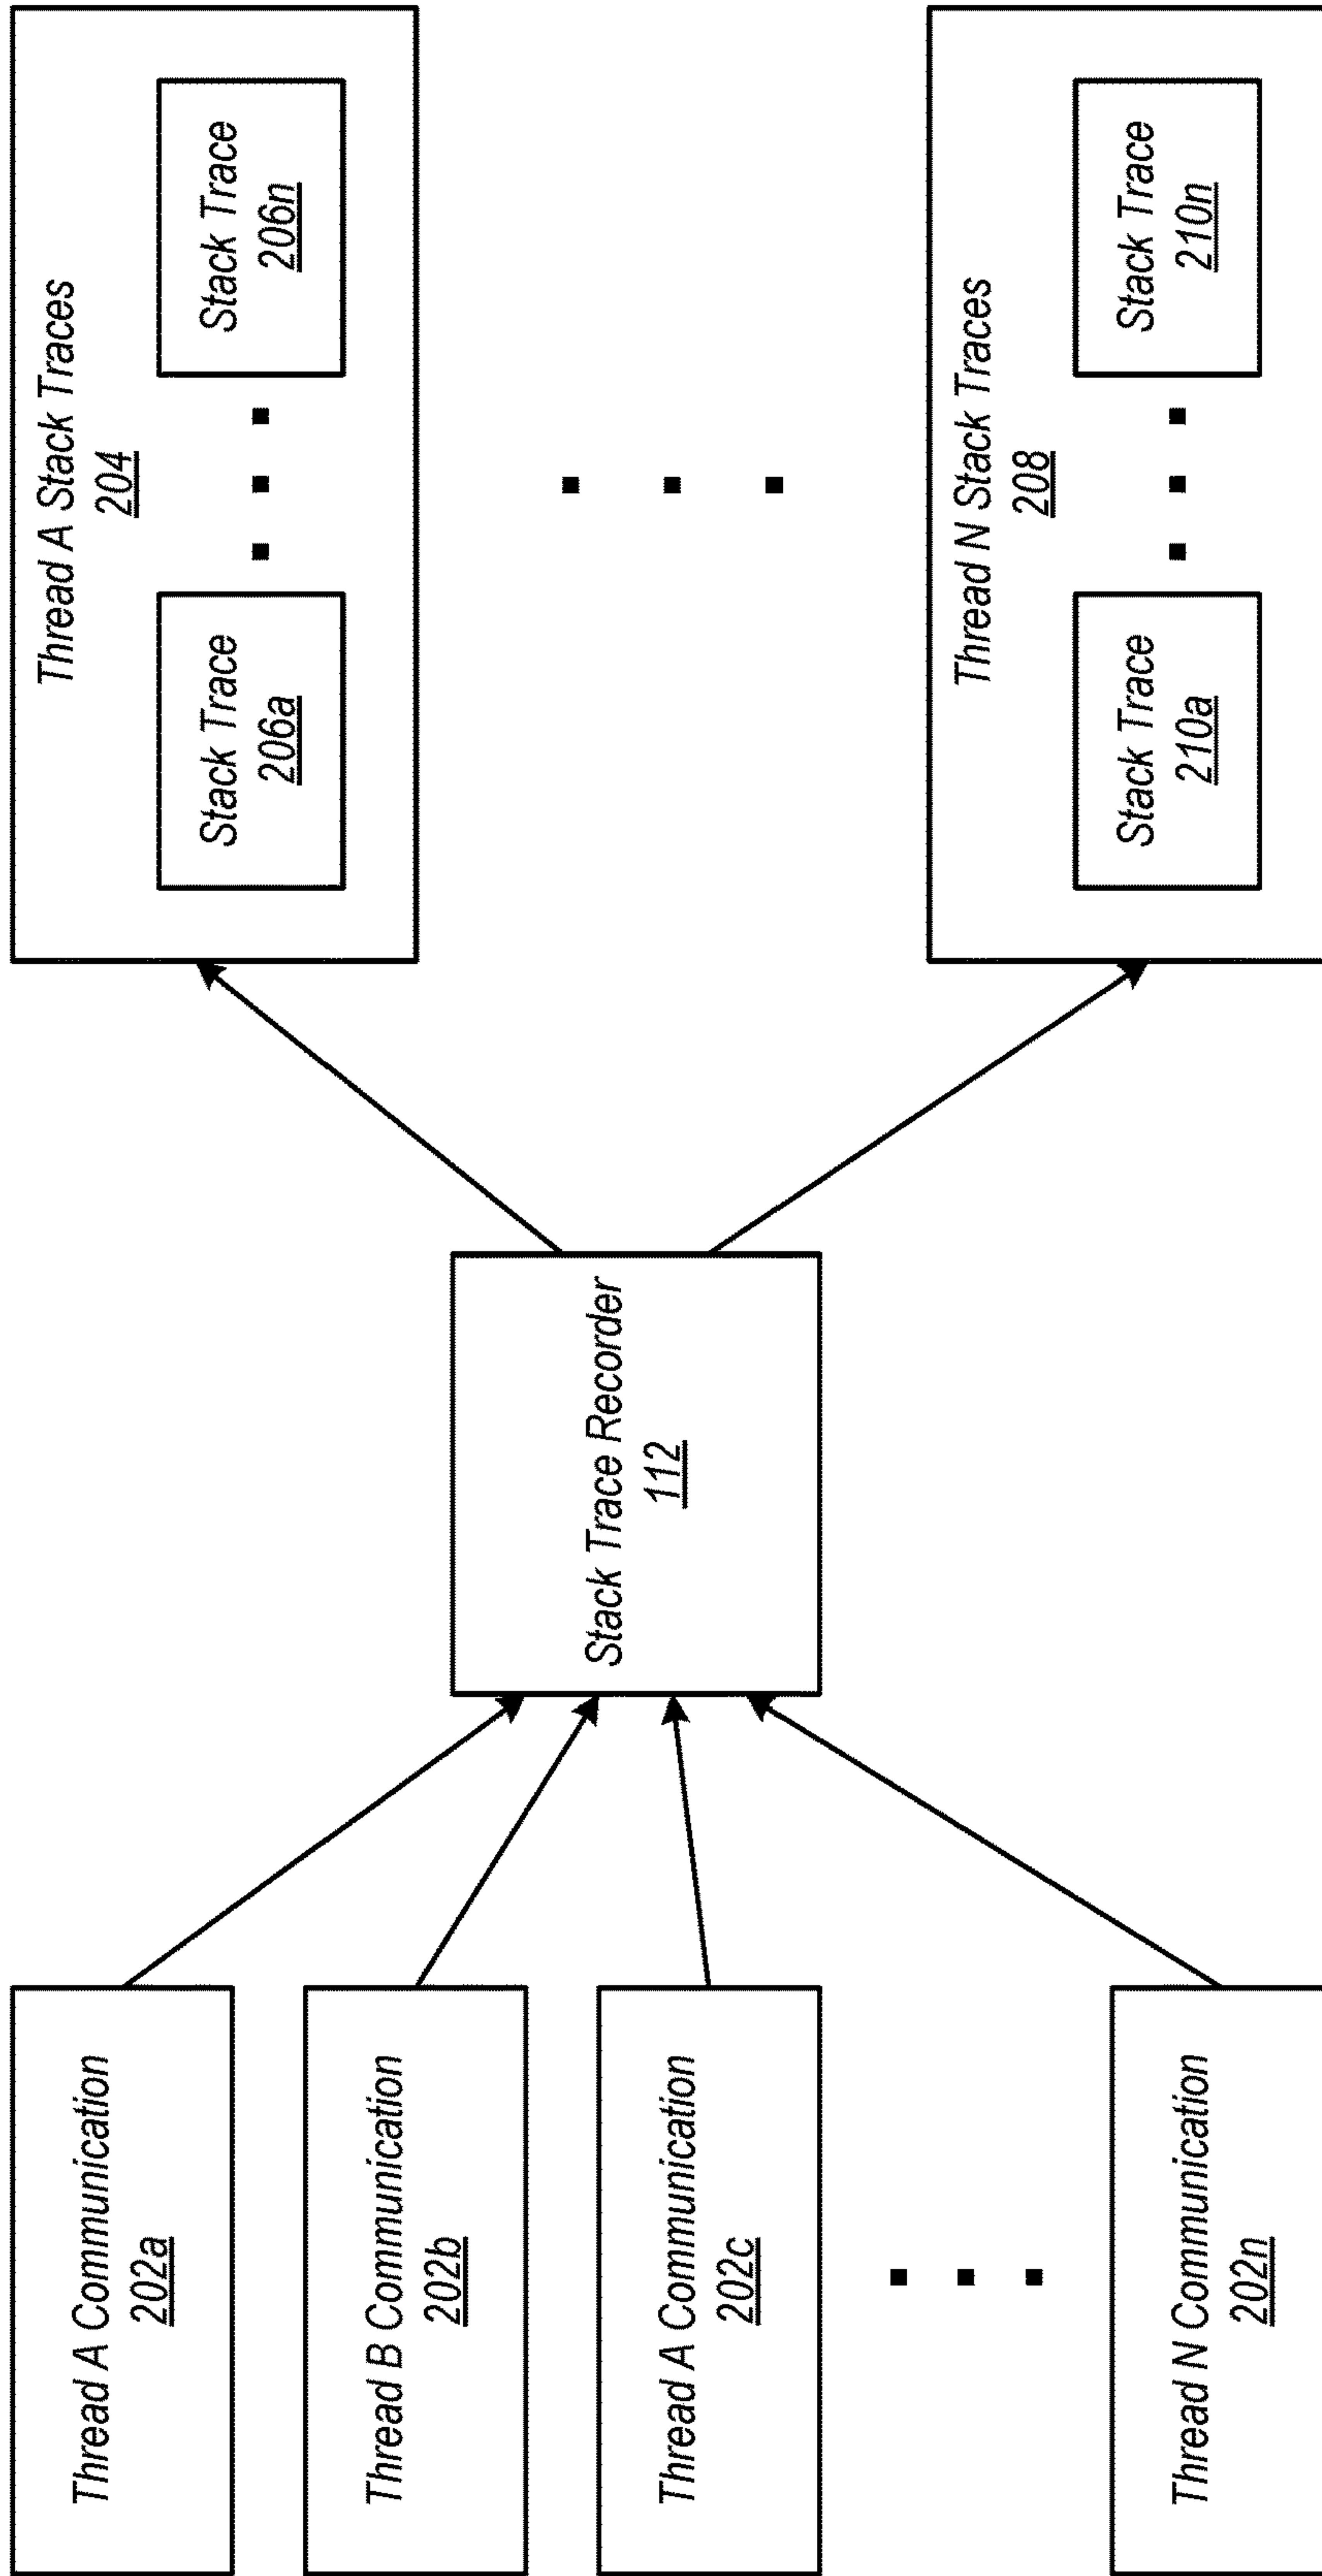 Thread A Communication
202a
Thread B Communication
202b
Thread A Communication
202c
Thread N Communication
202n
Stack Trace Recorder
112
Thread A Stack Traces
204
Stack Trace
206a
Stack Trace
206n
Thread N Stack Traces
208
Stack Trace
210a
Stack Trace
210n